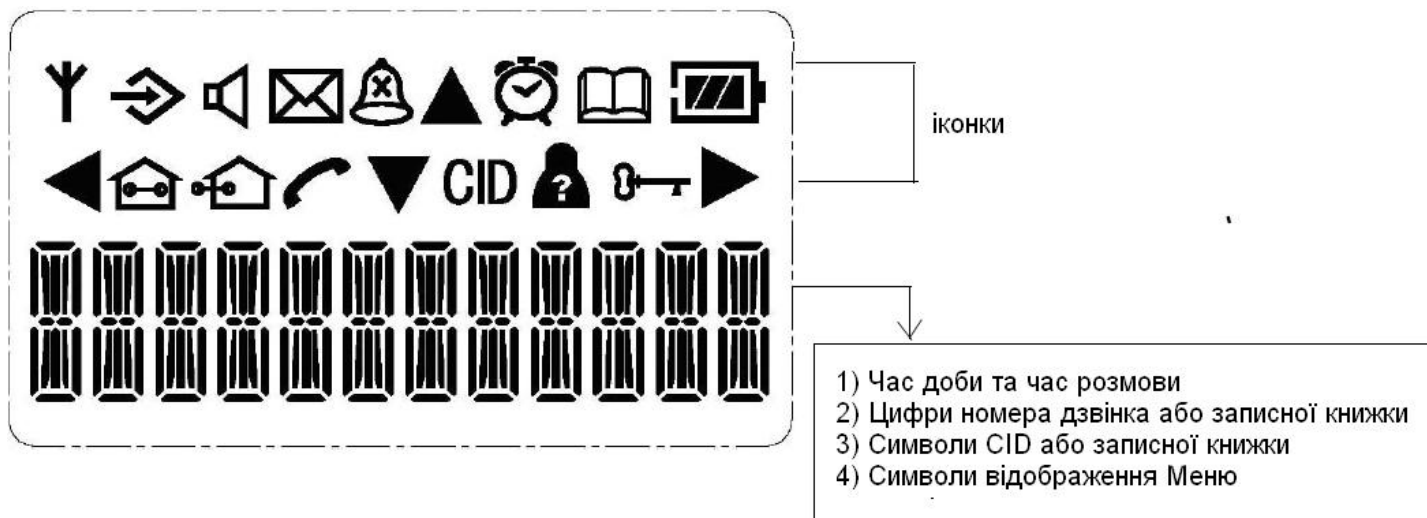 CID
іконки
1) Час доби та час розмови
2) Цифри номера дзвінка або записної книжки
3) Символи CID або записної книжки
4) Символи відображення Меню